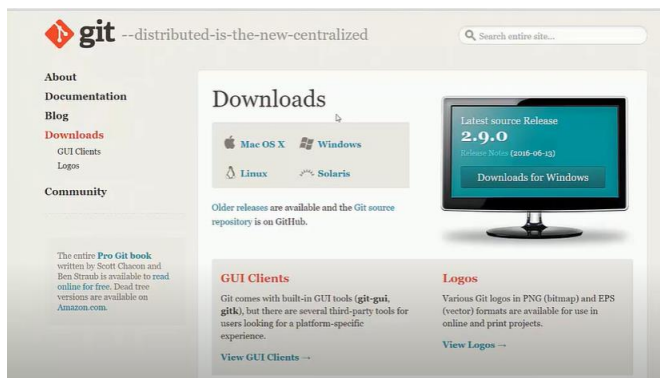 git --distributed-is-the-new-centralized
Search entire site...
About
Documentation
Blog
Downloads
GUI Clients
Logos
Community
The entire Pro Git book
written by Scott Chacon and
Ben Straub is available to read
online for free. Dead tree
versions are available on
Amazon.com.
Downloads
Mac OS X
Windows
Linux
Solaris
Older releases are available and the Git source
repository is on GitHub.
Latest source Release
2.9.0
Release Notes (2016-06-13)
Downloads for Windows
GUI Clients
Git comes with built-in GUI tools (git-gui,
gitk), but there are several third-party tools for
users looking for a platform-specific
experience.
View GUI Clients →
Logos
Various Git logos in PNG (bitmap) and EPS
(vector) formats are available for use in
online and print projects.
View Logos →